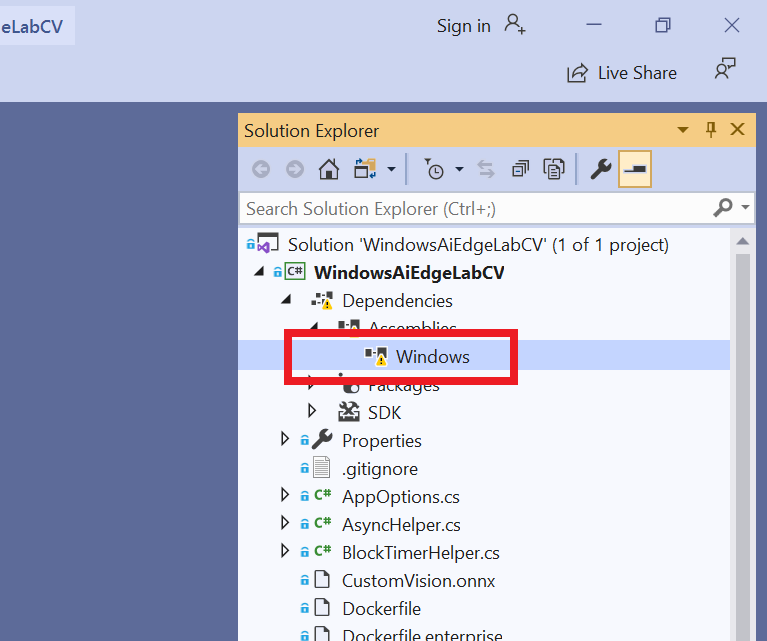 eLabCV
Sign in
Live Share
Solution Explorer
Search Solution Explorer (Ctrl+;)
Solution 'WindowsAiEdgeLabCV' (1 of 1 project)
C# WindowsAiEdgeLabCV
Dependencies
Assemblies
Windows
Packages
SDK
Properties
.gitignore
C# AppOptions.cs
C# AsyncHelper.cs
C# BlockTimerHelper.cs
CustomVision.onnx
Dockerfile
Dockerfile.enterprise